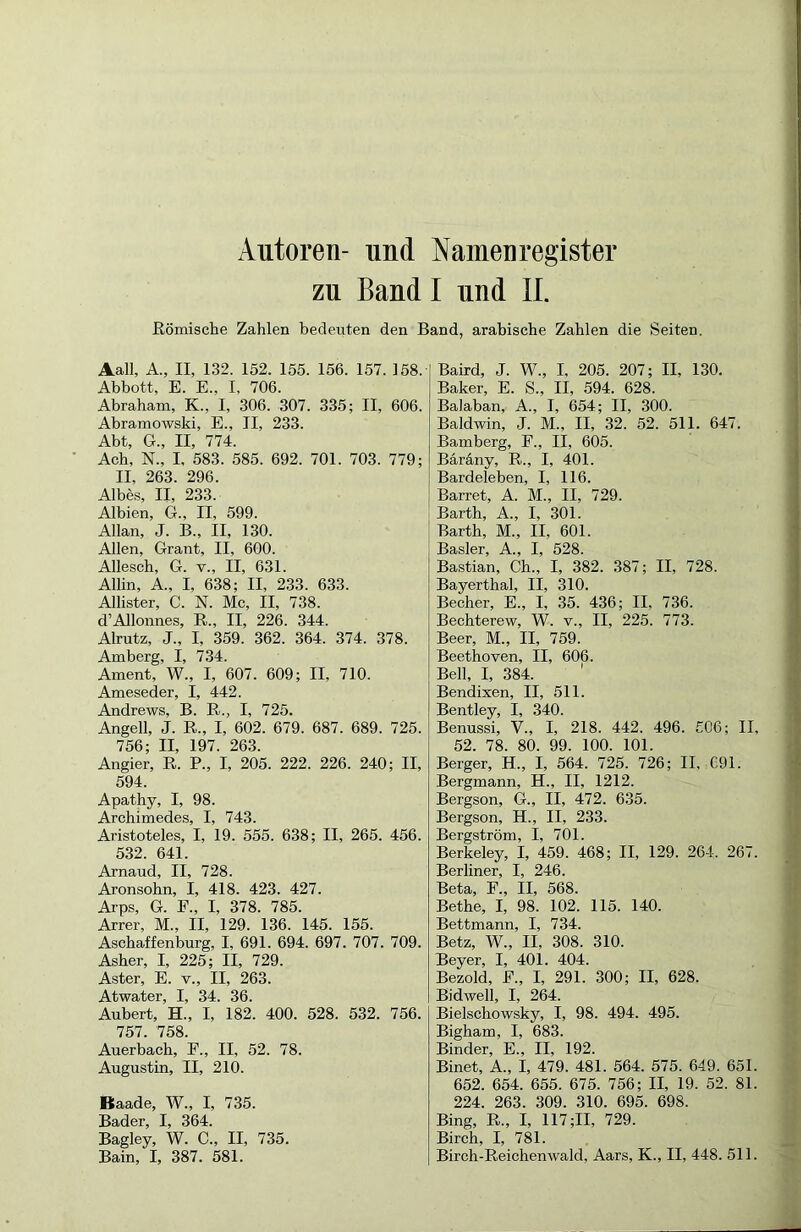 Autoren- und Namenregister
zu Band I und II.
Römische Zahlen bedeuten den Band, arabische Zahlen die Seiten.
Aall, A., II, 132. 152. 155. 156. 157. 158.
Abbott, E. E., I, 706.
Abraham, K., I, 306. 307. 335; II, 606.
Abramowski, E., II, 233.
Abt, G., II, 774.
Ach, N., I, 583. 585. 692. 701. 703. 779;
II, 263. 296.
Albès, II, 233.
Albien, G., II, 599.
Allan, J. B., II, 130.
Allen, Grant, II, 600.
Allesch, G. v., II, 631.
Allin, A., I, 638; II, 233. 633.
Allister, C. N. Mc, II, 738.
d'Allonnes, R., II, 226. 344.
Alrutz, J., I, 359. 362. 364. 374. 378.
Amberg, I, 734.
Ament, W., I, 607. 609; II, 710.
Ameseder, I, 442.
Andrews, B. R., I, 725.
Angell, J. R., I, 602. 679. 687. 689. 725.
756; II, 197. 263.
Angier, R. P., I, 205. 222. 226. 240; II,
594.
Apathy, I, 98.
Archimedes, I, 743.
Aristoteles, I, 19. 555. 638; II, 265. 456.
532. 641.
Arnaud, II, 728.
Aronsohn, I, 418. 423. 427.
Arps, G. F., I, 378. 785.
Arrer, M., II, 129. 136. 145. 155.
Aschaffenburg, I, 691. 694. 697. 707. 709.
Asher, I, 225; II, 729.
Aster, E. v., II, 263.
Atwater, I, 34. 36.
Aubert, H., I, 182. 400. 528. 532. 756.
757. 758.
Auerbach, F., II, 52. 78.
Augustin, II, 210.
Baade, W., I, 735.
Bader, I, 364.
Bagley, W. C., II, 735.
Bain, I, 387. 581.
Baird, J. W., I, 205. 207; II, 130.
Baker, E. S., II, 594. 628.
Balaban, A., I, 654; II, 300.
Baldwin, J. M., II, 32. 52. 511. 647.
Bamberg, F., II, 605.
Bárány, R., I, 401.
Bardeleben, I, 116.
Barret, A. M., II, 729.
Barth, A., I, 301.
Barth, M., II, 601.
Basler, A., I, 528.
Bastian, Ch., I, 382. 387; II, 728.
Bayerthal, II, 310.
Becher, E., I, 35. 436; II, 736.
Bechterew, W. v., II, 225. 773.
Beer, M., II, 759.
Beethoven, II, 606.
Bell, I, 384.
Bendixen, II, 511.
Bentley, I, 340.
Benussi, V., I, 218. 442. 496. 506; II,
52. 78. 80. 99. 100. 101.
Berger, H., I, 564. 725. 726; II, 691.
Bergmann, H., II, 1212.
Bergson, G., II, 472. 635.
Bergson, H., II, 233.
Bergström, I, 701.
Berkeley, I, 459. 468; II, 129. 264. 267.
Berliner, I, 246.
Beta, F., II, 568.
Bethe, I, 98. 102. 115. 140.
Bettmann, I, 734.
Betz, W., II, 308. 310.
Beyer, I, 401. 404.
Bezold, F., I, 291. 300; II, 628.
Bidwell, I, 264.
Bielschowsky, I, 98. 494. 495.
Bigham, I, 683.
Binder, E., II, 192.
Binet, A., I, 479. 481. 564. 575. 649. 651.
652. 654. 655. 675. 756; II, 19. 52. 81.
224. 263. 309. 310. 695. 698.
Bing, R., I, 117;II, 729.
Birch, I, 781.
Birch-Reichenwald, Aars, K., II, 448. 511.